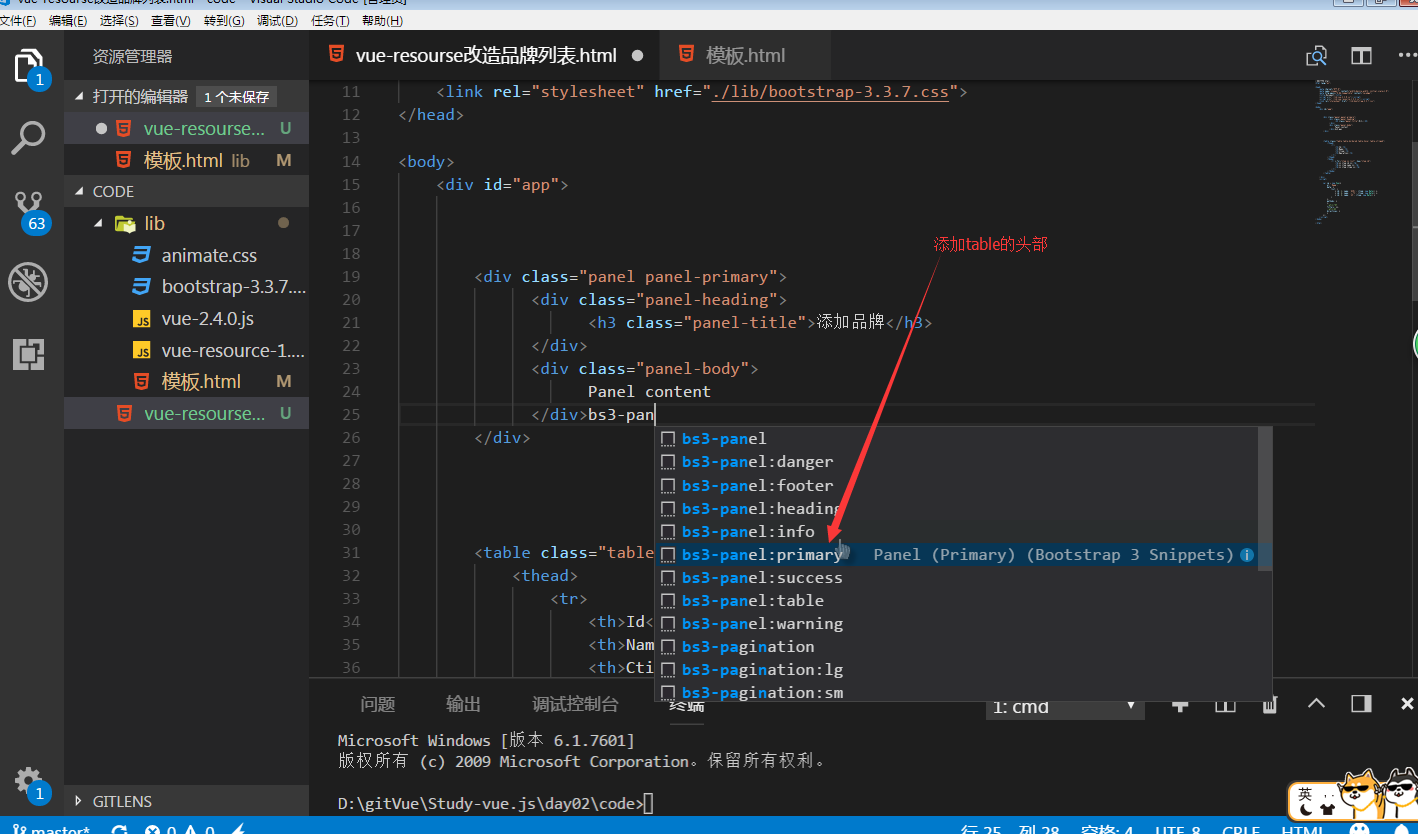 vue-resourse改造品牌列表.html - code - Visual Studio Code [管理员]
文件(F) 编辑(E) 选择(S) 查看(V) 转到(G) 调试(D) 任务(T) 帮助(H)
资源管理器
打开的编辑器 1 个未保存
vue-resourse... U
模板.html lib M
CODE
lib
animate.css
bootstrap-3.3.7....
vue-2.4.0.js
vue-resource-1....
模板.html M
vue-resourse... U
GITLENS
1
63
1
vue-resourse改造品牌列表.html
模板.html
11 <link rel="stylesheet" href="./lib/bootstrap-3.3.7.css">
12 </head>
13
14 <body>
15 <div id="app">
16
17
18
添加table的头部
19 <div class="panel panel-primary">
20 <div class="panel-heading">
21 <h3 class="panel-title">添加品牌</h3>
22 </div>
23 <div class="panel-body">
24 Panel content
25 </div>bs3-pan
26 </div>
27
28
29
30
31 <table class="table
32 <thead>
33 <tr>
34 <th>Id<
35 <th>Nam
36 <th>Cti
bs3-panel
bs3-panel:danger
bs3-panel:footer
bs3-panel:heading
bs3-panel:info
bs3-panel:primary Panel (Primary) (Bootstrap 3 Snippets)
bs3-panel:success
bs3-panel:table
bs3-panel:warning
bs3-pagination
bs3-pagination:lg
bs3-pagination:sm
问题 输出 调试控制台 终端 1: cmd
Microsoft Windows [版本 6.1.7601]
版权所有 (c) 2009 Microsoft Corporation。保留所有权利。
D:\gitVue\Study-vue.js\day02\code>
英
master* 0 0 行 25, 列 28 空格: 4 UTF-8 CRLF HTML